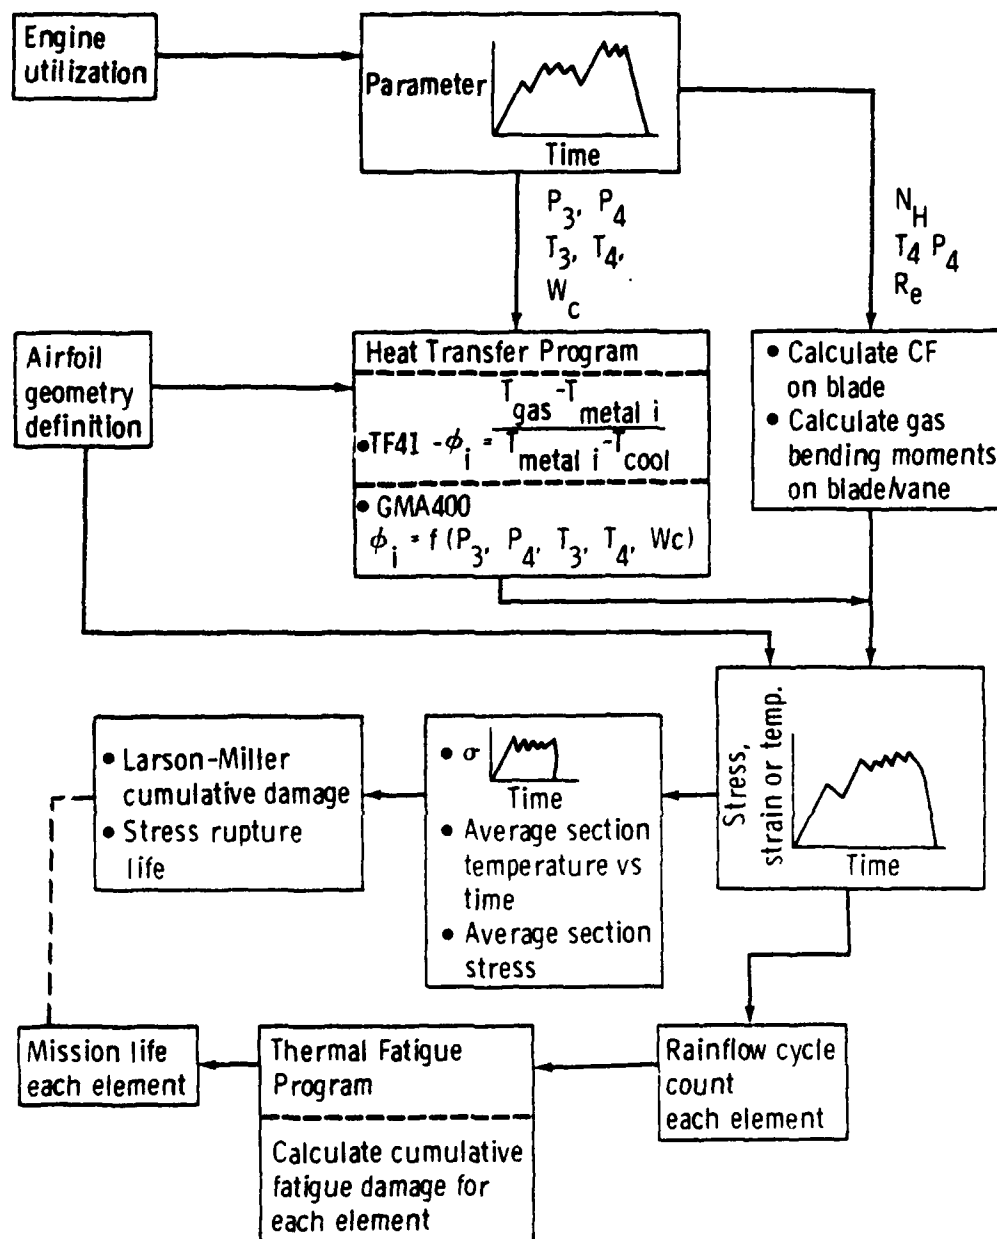 Engine
utilization
Parameter
Time
P3, P4
T3, T4,
Wc
NH
T4 P4
Re
Airfoil
geometry
definition
Heat Transfer Program
Tgas-Tmetal i
•TF41 -ϕi = Tmetal i-Tcool
• GMA400
ϕi = f (P3, P4, T3, T4, Wc)
• Calculate CF
on blade
• Calculate gas
bending moments
on blade/vane
Stress,
strain or temp.
Time
• σ
Time
• Average section
temperature vs
time
• Average section
stress
• Larson-Miller
cumulative damage
• Stress rupture
life
Mission life
each element
Thermal Fatigue
Program
Calculate cumulative
fatigue damage for
each element
Rainflow cycle
count
each element